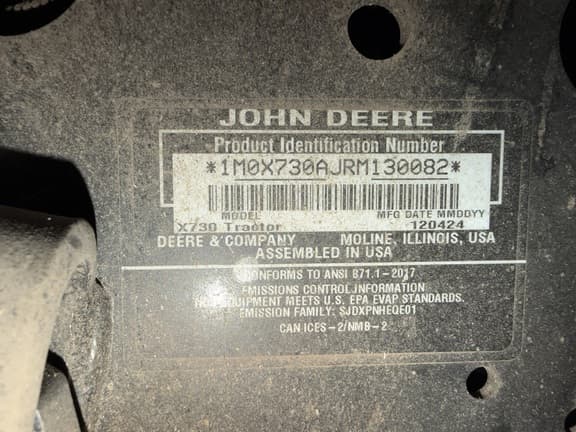 JOHN DEERE
Product Identification Number
*1M0X730AJRM130082*
MODEL MFG DATE MMDDYY
X730 Tractor 120424
DEERE & COMPANY MOLINE, ILLINOIS, USA
ASSEMBLED IN USA
CONFORMS TO ANSI B71.1-2017
EMISSIONS CONTROL INFORMATION
THIS EQUIPMENT MEETS U.S. EPA EVAP STANDARDS.
EMISSION FAMILY: SJDXPNHEQE01
CAN ICES-2/NMB-2